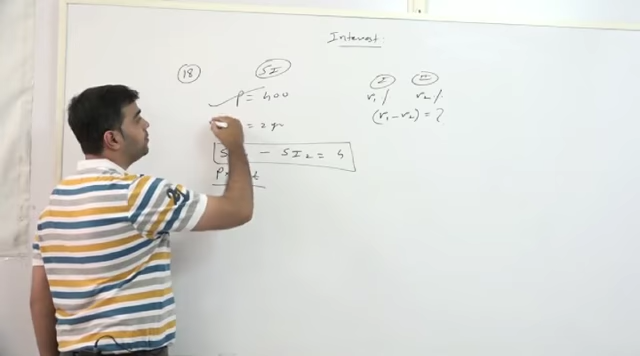 Interest:
18 SI
P = 400
= 2 yr
S - SI2 = 4
P t
I II
r1 % r2 %
(r1 - r2) = ?